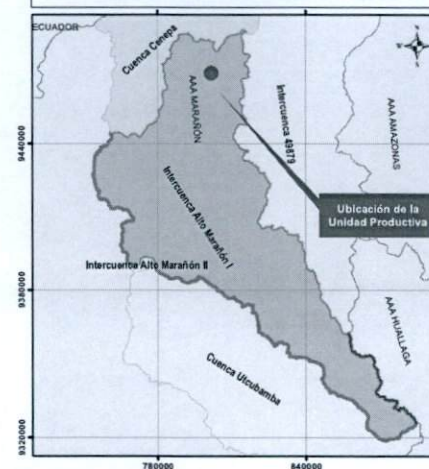 ECUADOR
Cuenca Cenepa
N
AAA MARAÑÓN
Intercuenca 49879
AAA AMAZONAS
9440000
Ubicación de la
Unidad Productiva
Intercuenca Alto Marañón I
Intercuenca Alto Marañón II
9380000
AAA HUALLAGA
Cuenca Utcubamba
9320000
780000
840000